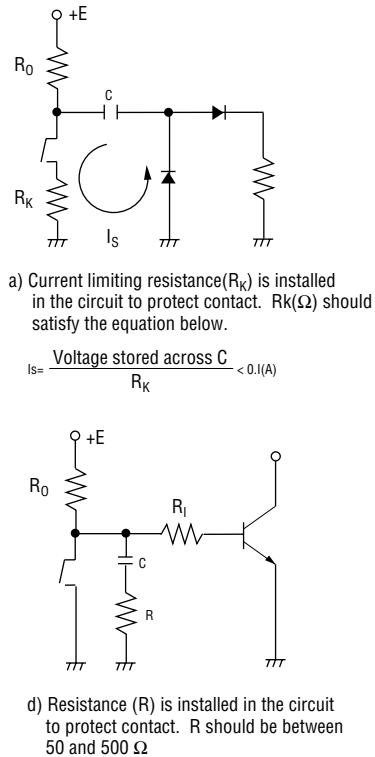 +E
R0
C
RK
IS
a) Current limiting resistance(RK) is installed
in the circuit to protect contact. Rk(Ω) should
satisfy the equation below.
Is= Voltage stored across C / RK < 0.I(A)
+E
R0
RI
C
R
d) Resistance (R) is installed in the circuit
to protect contact. R should be between
50 and 500 Ω